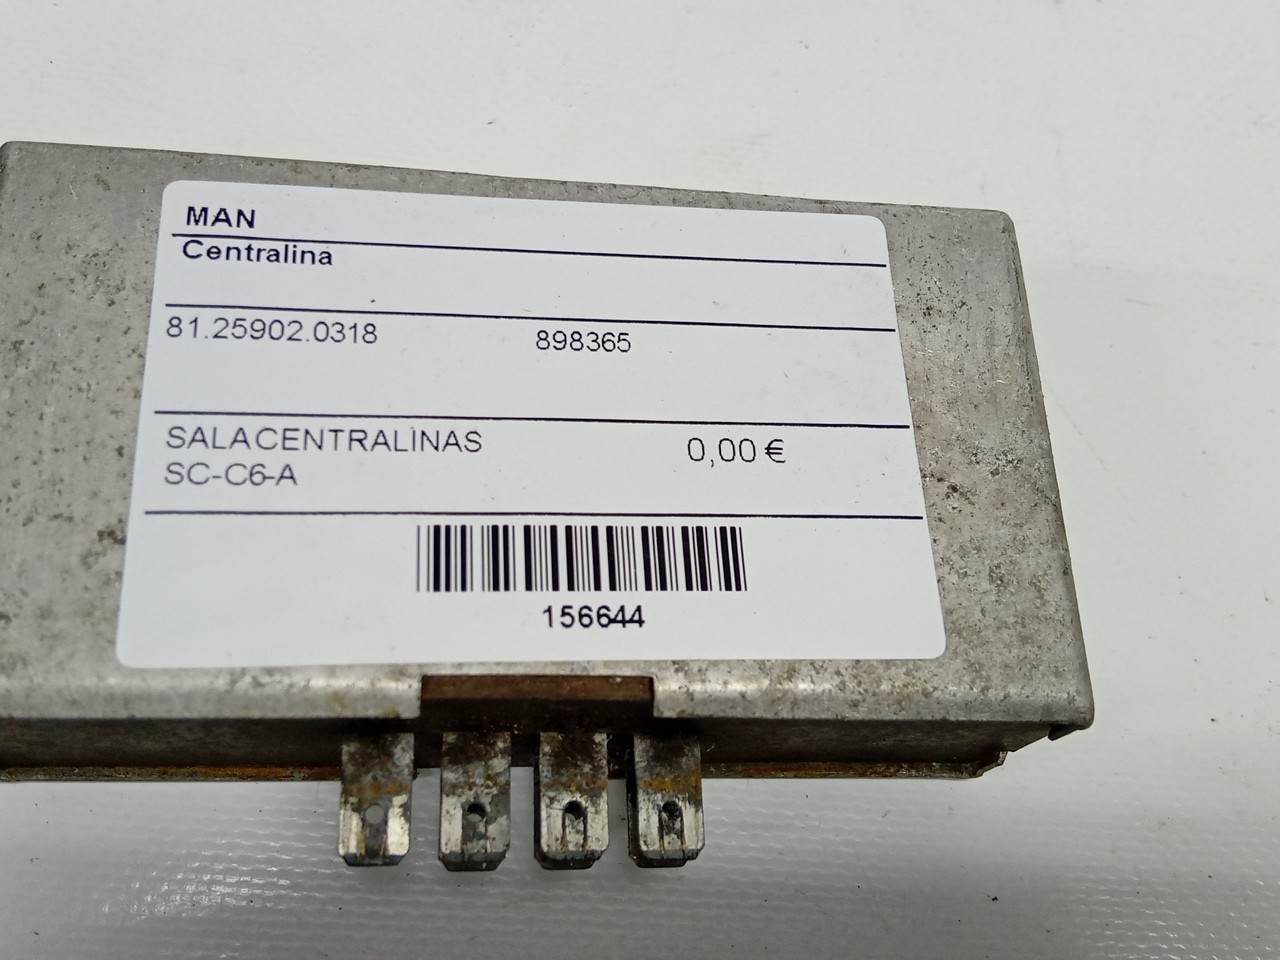 MAN
Centralina
81.25902.0318 898365
SALACENTRALINAS 0,00 €
SC-C6-A
156644